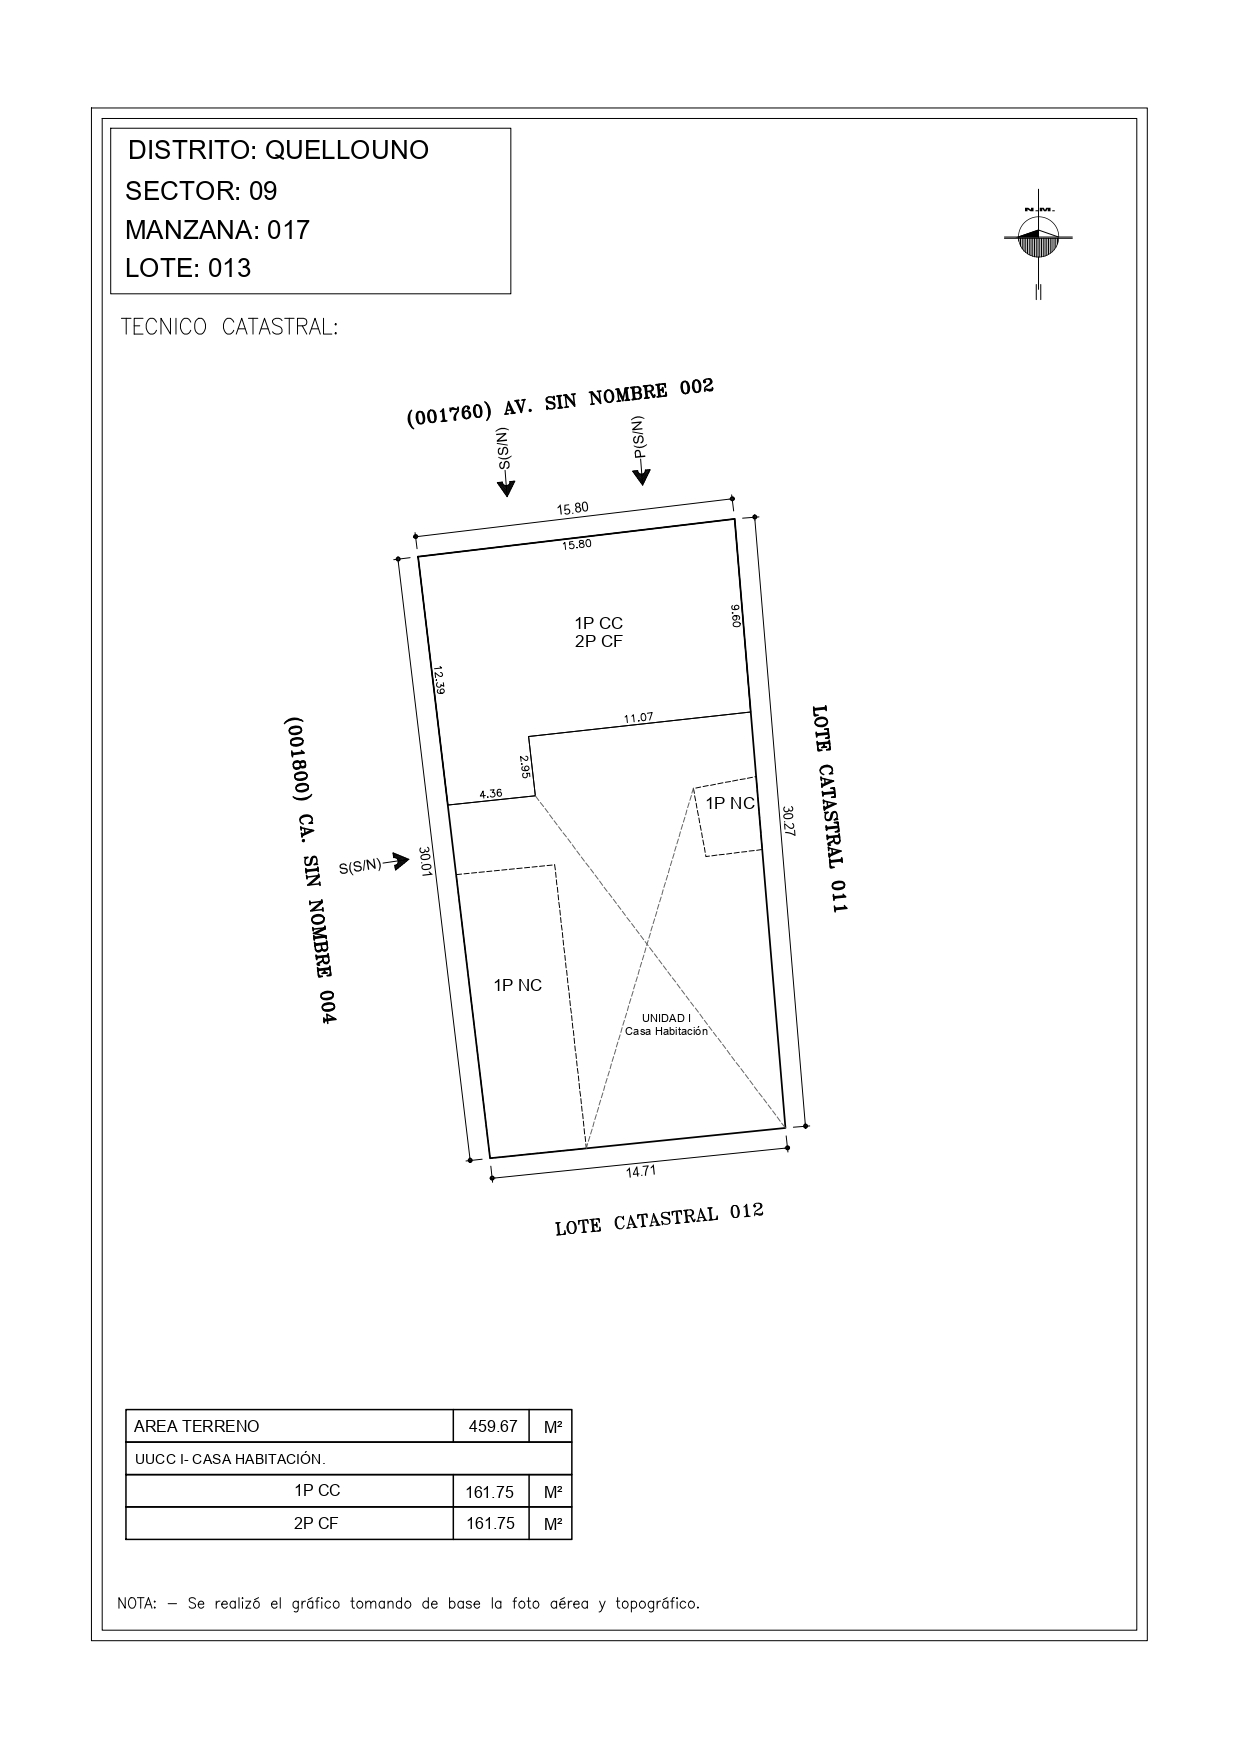 DISTRITO: QUELLOUNO
SECTOR: 09
MANZANA: 017
LOTE: 013
N.M.
TECNICO CATASTRAL:
(001760) AV. SIN NOMBRE 002
S(S/N)
P(S/N)
15.80
15.80
9.60
1P CC
2P CF
12.39
11.07
2.95
4.36
1P NC
30.27
LOTE CATASTRAL 011
(001800) CA. SIN NOMBRE 004
S(S/N)
30.01
1P NC
UNIDAD I
Casa Habitación
14.71
LOTE CATASTRAL 012
AREA TERRENO 459.67 M²
UUCC I- CASA HABITACIÓN.
1P CC 161.75 M²
2P CF 161.75 M²
NOTA: – Se realizó el gráfico tomando de base la foto aérea y topográfico.